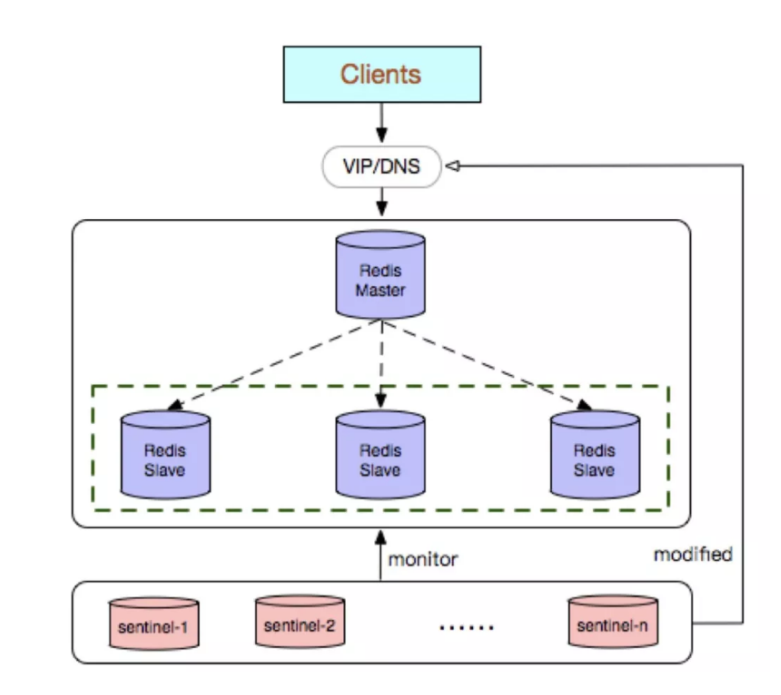 Clients
VIP/DNS
Redis
Master
Redis
Slave
Redis
Slave
Redis
Slave
monitor
modified
sentinel-1
sentinel-2
......
sentinel-n